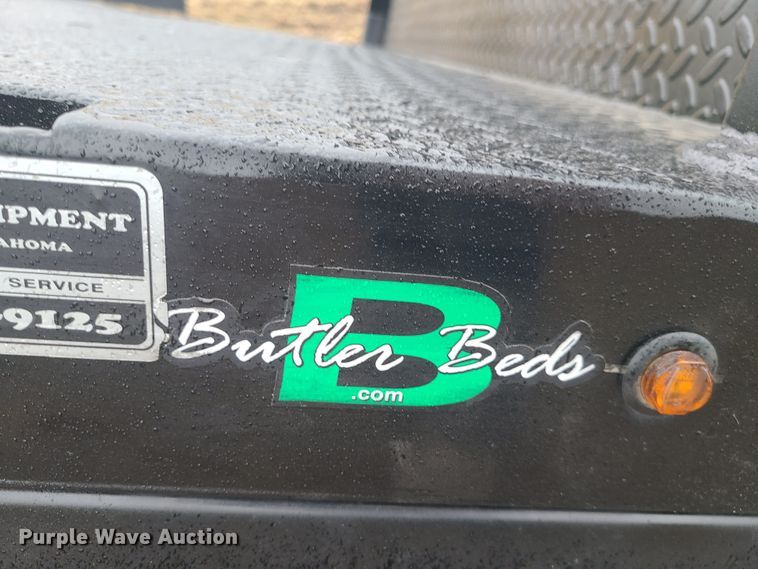 IPMENT
AHOMA
SERVICE
-9125
Butler B Beds
.com
Purple Wave Auction